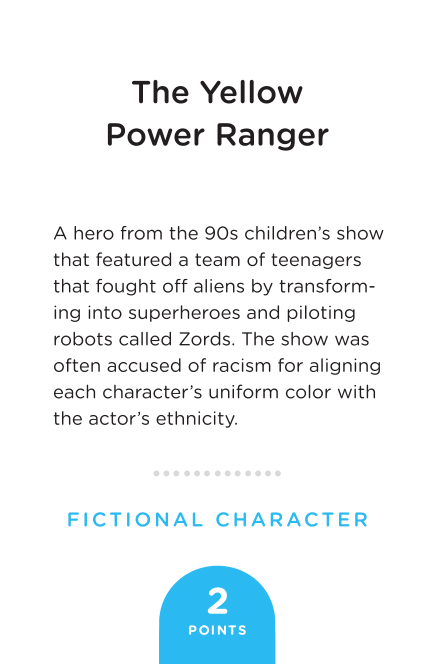 The Yellow
Power Ranger
A hero from the 90s children’s show
that featured a team of teenagers
that fought off aliens by transform-
ing into superheroes and piloting
robots called Zords. The show was
often accused of racism for aligning
each character’s uniform color with
the actor’s ethnicity.
FICTIONAL CHARACTER
2
POINTS